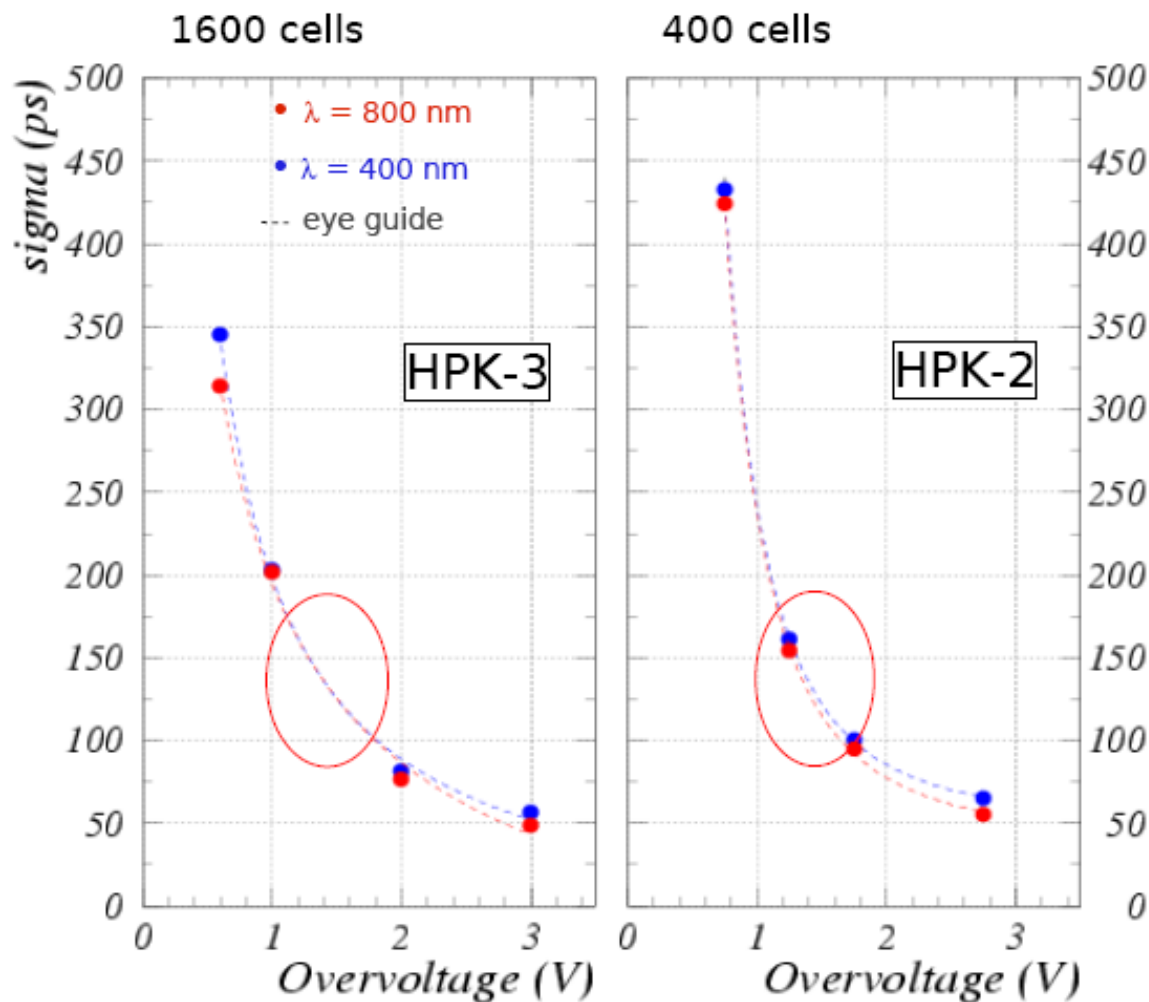 1600 cells
400 cells
sigma (ps)
500
450
400
350
300
250
200
150
100
50
0
λ = 800 nm
λ = 400 nm
--- eye guide
HPK-3
0 1 2 3
Overvoltage (V)
HPK-2
500
450
400
350
300
250
200
150
100
50
0
0 1 2 3
Overvoltage (V)